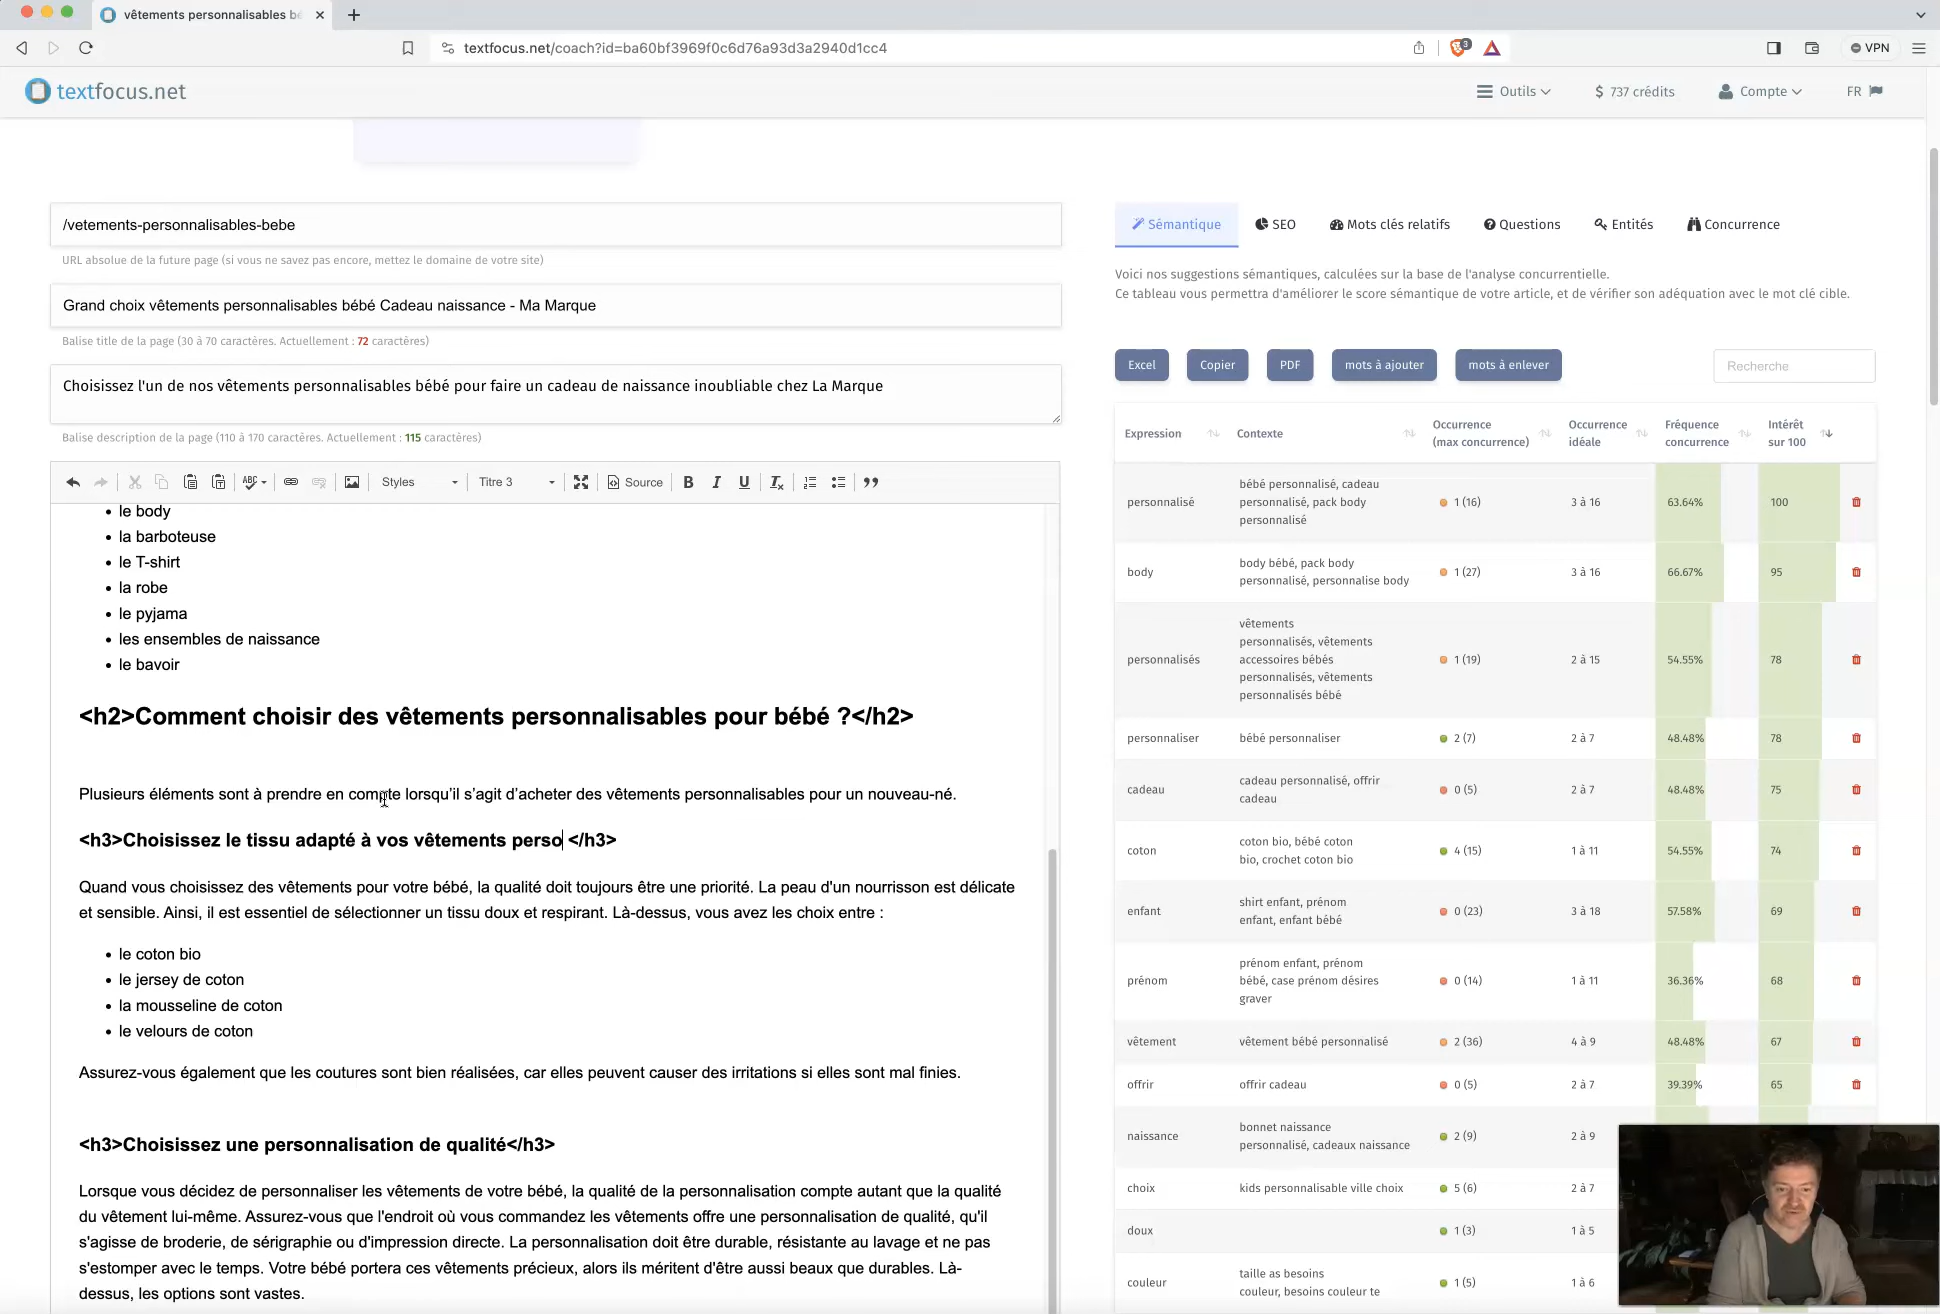 vêtements personnalisables bé
textfocus.net/coach?id=ba60bf3969f0c6d76a93d3a2940d1cc4
3
VPN
textfocus.net
Outils
$ 737 crédits
Compte
FR
/vetements-personnalisables-bebe
URL absolue de la future page (si vous ne savez pas encore, mettez le domaine de votre site)
Grand choix vêtements personnalisables bébé Cadeau naissance - Ma Marque
Balise title de la page (30 à 70 caractères. Actuellement : 72 caractères)
Choisissez l'un de nos vêtements personnalisables bébé pour faire un cadeau de naissance inoubliable chez La Marque
Balise description de la page (110 à 170 caractères. Actuellement : 115 caractères)
ABC
Styles
Titre 3
Source
B I U Tx
• le body
• la barboteuse
• le T-shirt
• la robe
• le pyjama
• les ensembles de naissance
• le bavoir
<h2>Comment choisir des vêtements personnalisables pour bébé ?</h2>
Plusieurs éléments sont à prendre en compte lorsqu’il s’agit d’acheter des vêtements personnalisables pour un nouveau-né.
<h3>Choisissez le tissu adapté à vos vêtements perso </h3>
Quand vous choisissez des vêtements pour votre bébé, la qualité doit toujours être une priorité. La peau d'un nourrisson est délicate
et sensible. Ainsi, il est essentiel de sélectionner un tissu doux et respirant. Là-dessus, vous avez les choix entre :
• le coton bio
• le jersey de coton
• la mousseline de coton
• le velours de coton
Assurez-vous également que les coutures sont bien réalisées, car elles peuvent causer des irritations si elles sont mal finies.
<h3>Choisissez une personnalisation de qualité</h3>
Lorsque vous décidez de personnaliser les vêtements de votre bébé, la qualité de la personnalisation compte autant que la qualité
du vêtement lui-même. Assurez-vous que l'endroit où vous commandez les vêtements offre une personnalisation de qualité, qu'il
s'agisse de broderie, de sérigraphie ou d'impression directe. La personnalisation doit être durable, résistante au lavage et ne pas
s'estomper avec le temps. Votre bébé portera ces vêtements précieux, alors ils méritent d'être aussi beaux que durables. Là-
dessus, les options sont vastes.
Sémantique
SEO
Mots clés relatifs
Questions
Entités
Concurrence
Voici nos suggestions sémantiques, calculées sur la base de l'analyse concurrentielle.
Ce tableau vous permettra d'améliorer le score sémantique de votre article, et de vérifier son adéquation avec le mot clé cible.
Excel
Copier
PDF
mots à ajouter
mots à enlever
Recherche
Expression
Contexte
Occurrence
(max concurrence)
Occurrence
idéale
Fréquence
concurrence
Intérêt
sur 100
personnalisé
bébé personnalisé, cadeau
personnalisé, pack body
personnalisé
1 (16)
3 à 16
63.64%
100
body
body bébé, pack body
personnalisé, personnalise body
1 (27)
3 à 16
66.67%
95
personnalisés
vêtements
personnalisés, vêtements
accessoires bébés
personnalisés, vêtements
personnalisés bébé
1 (19)
2 à 15
54.55%
78
personnaliser
bébé personnaliser
2 (7)
2 à 7
48.48%
78
cadeau
cadeau personnalisé, offrir
cadeau
0 (5)
2 à 7
48.48%
75
coton
coton bio, bébé coton
bio, crochet coton bio
4 (15)
1 à 11
54.55%
74
enfant
shirt enfant, prénom
enfant, enfant bébé
0 (23)
3 à 18
57.58%
69
prénom
prénom enfant, prénom
bébé, case prénom désires
graver
0 (14)
1 à 11
36.36%
68
vêtement
vêtement bébé personnalisé
2 (36)
4 à 9
48.48%
67
offrir
offrir cadeau
0 (5)
2 à 7
39.39%
65
naissance
bonnet naissance
personnalisé, cadeaux naissance
2 (9)
2 à 9
choix
kids personnalisable ville choix
5 (6)
2 à 7
doux
1 (3)
1 à 5
couleur
taille as besoins
couleur, besoins couleur te
1 (5)
1 à 6